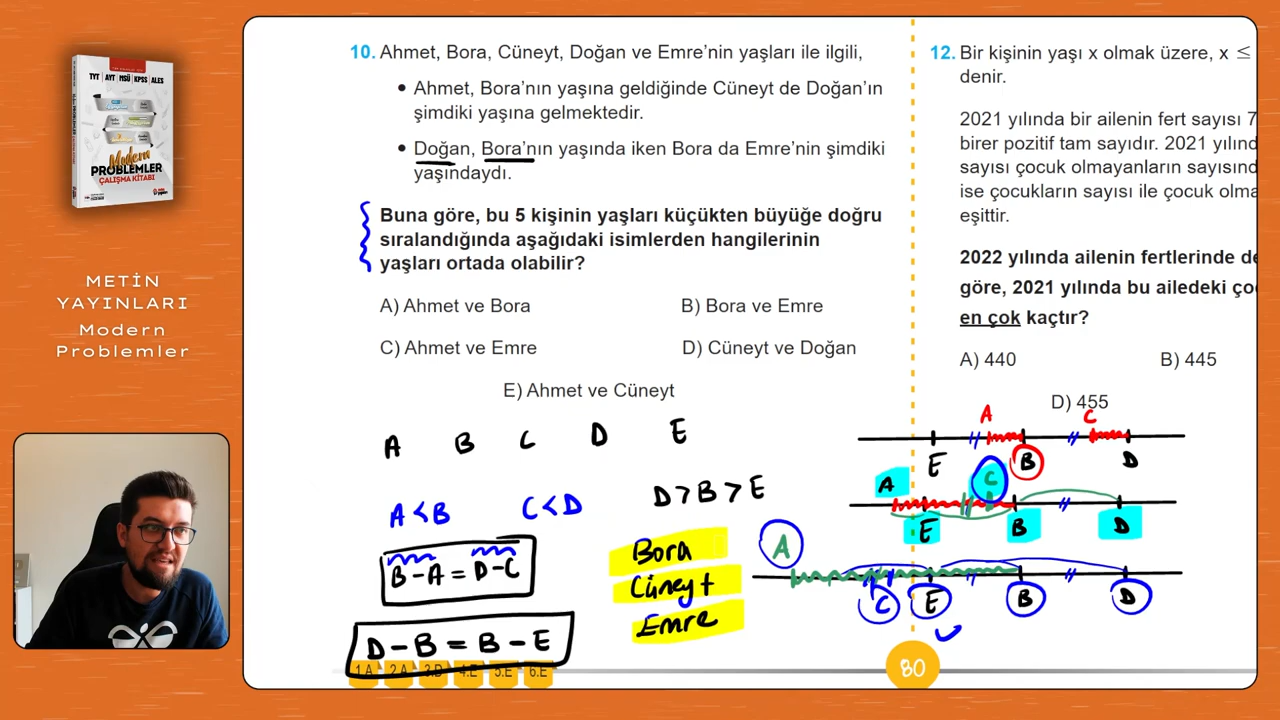 TYT | AYT | MSÜ | KPSS | ALES
Modern
PROBLEMLER
ÇALIŞMA KİTABI
METİN
YAYINLARI
Modern
Problemler
10. Ahmet, Bora, Cüneyt, Doğan ve Emre’nin yaşları ile ilgili,
• Ahmet, Bora’nın yaşına geldiğinde Cüneyt de Doğan’ın
şimdiki yaşına gelmektedir.
• Doğan, Bora’nın yaşında iken Bora da Emre’nin şimdiki
yaşındaydı.
Buna göre, bu 5 kişinin yaşları küçükten büyüğe doğru
sıralandığında aşağıdaki isimlerden hangilerinin
yaşları ortada olabilir?
A) Ahmet ve Bora B) Bora ve Emre
C) Ahmet ve Emre D) Cüneyt ve Doğan
E) Ahmet ve Cüneyt
A B C D E
A < B C < D D > B > E
B - A = D - C
D - B = B - E
Bora
Cüneyt
Emre
1.A 2.A 3.D 4.E 5.E 6.E
12. Bir kişinin yaşı x olmak üzere, x ≤
denir.
2021 yılında bir ailenin fert sayısı 7
birer pozitif tam sayıdır. 2021 yılınd
sayısı çocuk olmayanların sayısınd
ise çocukların sayısı ile çocuk olma
eşittir.
2022 yılında ailenin fertlerinde de
göre, 2021 yılında bu ailedeki ço
en çok kaçtır?
A) 440 B) 445
D) 455
A C
E B D
A C
E B D
A
C E B D
80